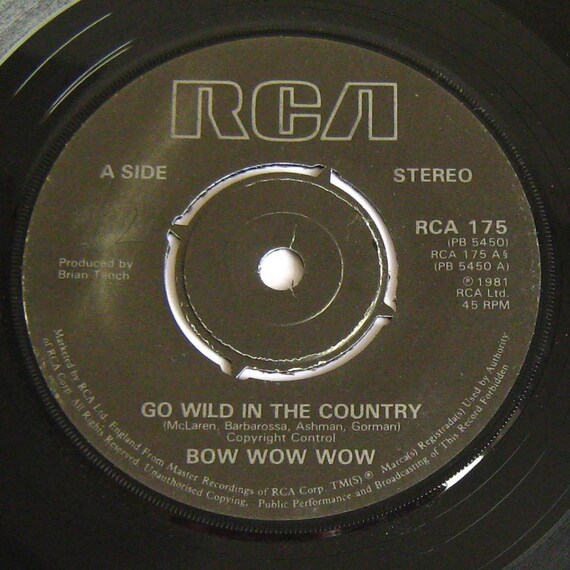 RCA
A SIDE
STEREO
RCA 175
(PB 5450)
RCA 175 A§
(PB 5450 A)
Produced by
Brian Tench
℗ 1981
RCA Ltd.
45 RPM
GO WILD IN THE COUNTRY
(McLaren, Barbarossa, Ashman, Gorman)
Copyright Control
BOW WOW WOW
Marketed by RCA Ltd. England From Master Recordings of RCA Corp. TM(S) ® Marca(s) Registrada(s) Used by Authority
of RCA Corp. All Rights Reserved. Unauthorised Copying, Public Performance and Broadcasting of This Record Forbidden